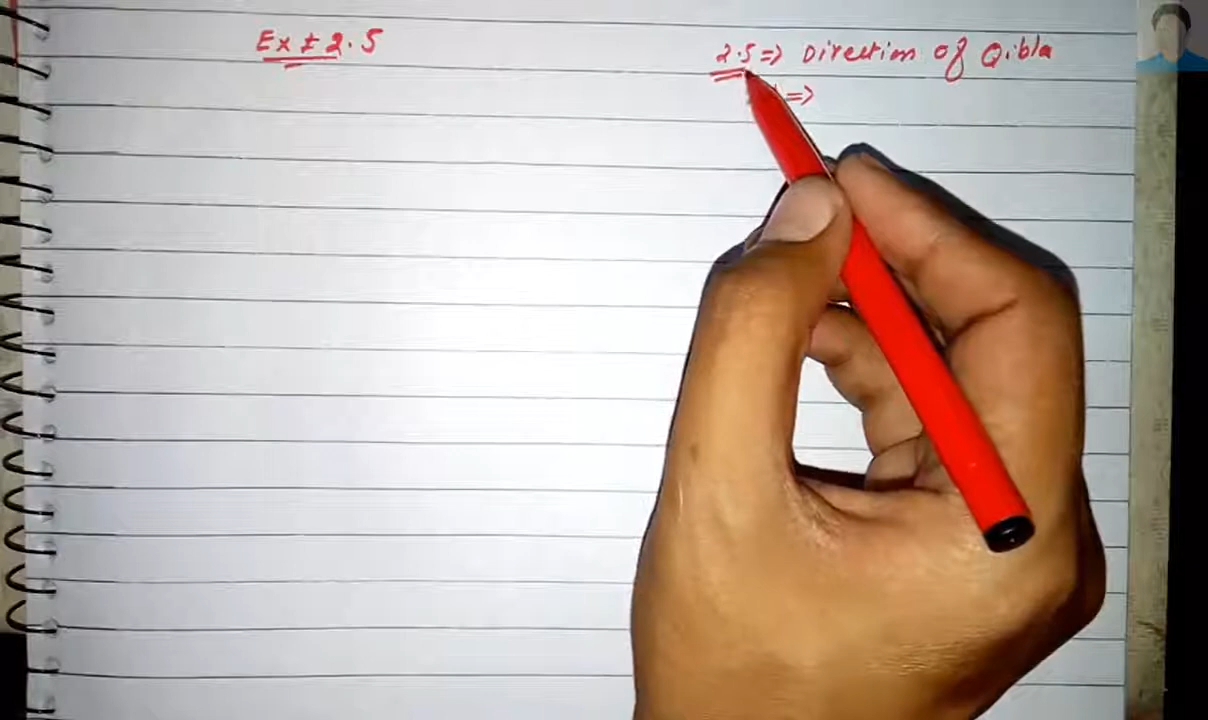 Ex # 2.5
2.5 => Direction of Qibla
=>